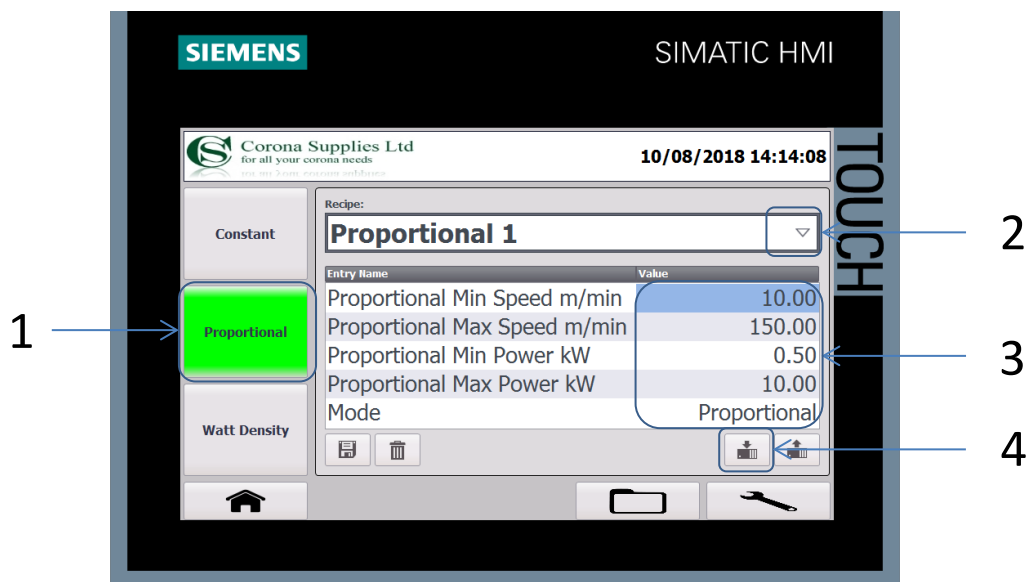 SIEMENS
SIMATIC HMI
TOUCH
Corona Supplies Ltd
for all your corona needs
10/08/2018 14:14:08
Constant
Proportional
Watt Density
Recipe:
Proportional 1
Entry Name Value
Proportional Min Speed m/min 10.00
Proportional Max Speed m/min 150.00
Proportional Min Power kW 0.50
Proportional Max Power kW 10.00
Mode Proportional
1
2
3
4